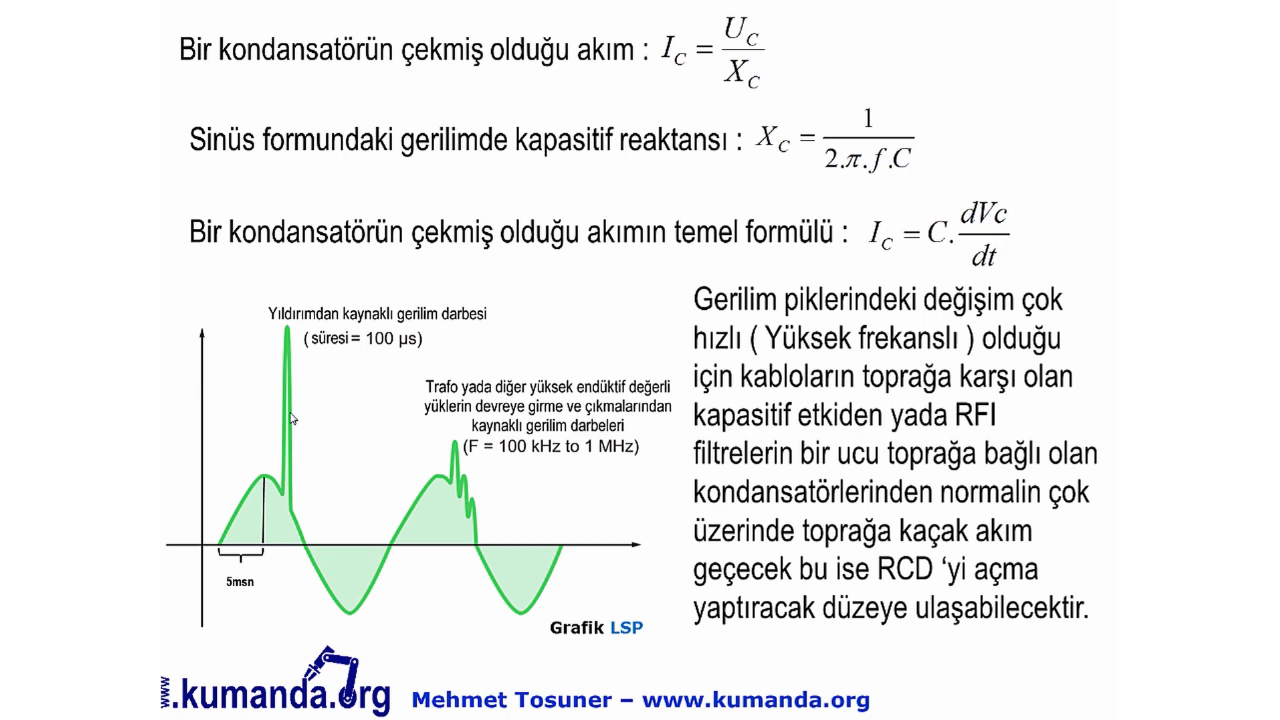 Bir kondansatörün çekmiş olduğu akım : I_C = U_C / X_C
Sinüs formundaki gerilimde kapasitif reaktansı : X_C = 1 / 2.π.f.C
Bir kondansatörün çekmiş olduğu akımın temel formülü : I_C = C. dVc / dt
Yıldırımdan kaynaklı gerilim darbesi
( süresi = 100 µs)
Trafo yada diğer yüksek endüktif değerli
yüklerin devreye girme ve çıkmalarından
kaynaklı gerilim darbeleri
(F = 100 kHz to 1 MHz)
5msn
Grafik LSP
Gerilim piklerindeki değişim çok
hızlı ( Yüksek frekanslı ) olduğu
için kabloların toprağa karşı olan
kapasitif etkiden yada RFI
filtrelerin bir ucu toprağa bağlı olan
kondansatörlerinden normalin çok
üzerinde toprağa kaçak akım
geçecek bu ise RCD ‘yi açma
yaptıracak düzeye ulaşabilecektir.
www.kumanda.org
Mehmet Tosuner – www.kumanda.org